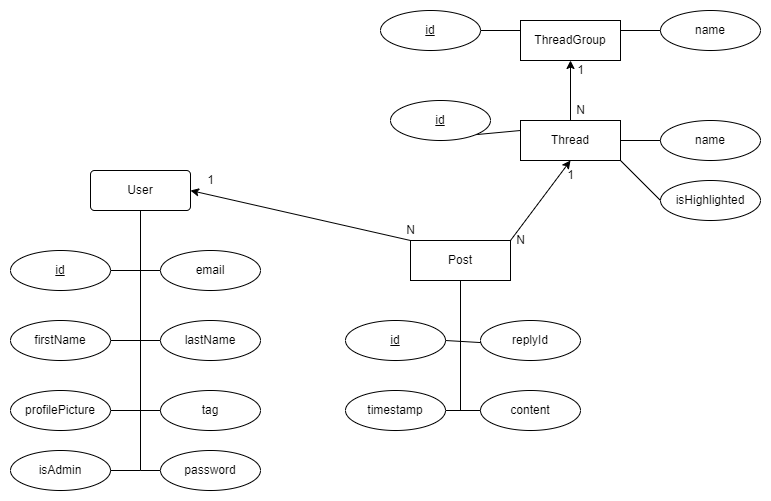 id
ThreadGroup
name
1
N
id
Thread
name
isHighlighted
1
User
1
N
N
Post
id
email
firstName
lastName
id
replyId
profilePicture
tag
timestamp
content
isAdmin
password